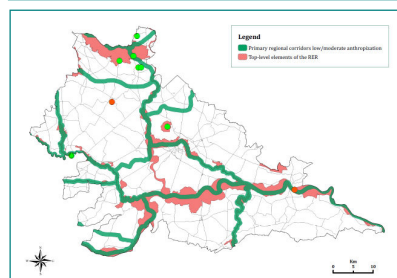 Legend
Primary regional corridors low/moderate anthropization
Top-level elements of the RER
N
Km
0 5 10